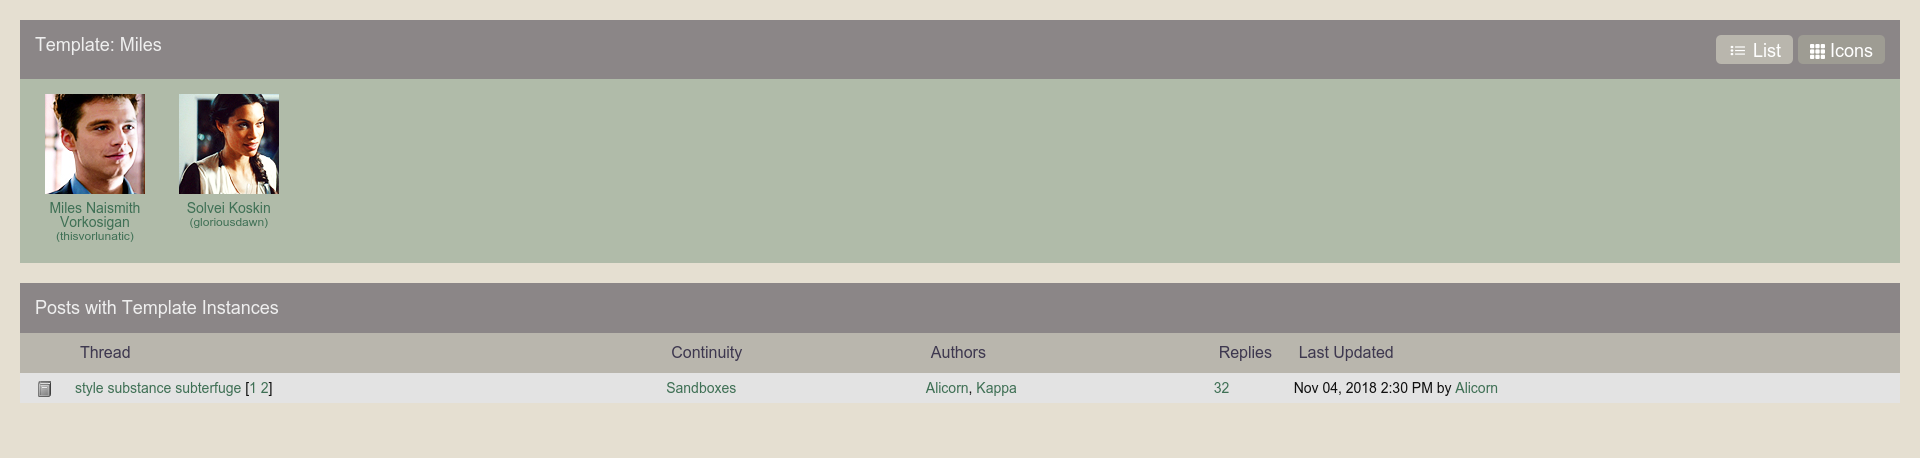 Template: Miles
List Icons
Miles Naismith
Vorkosigan
(thisvorlunatic)
Solvei Koskin
(gloriousdawn)
Posts with Template Instances
Thread Continuity Authors Replies Last Updated
style substance subterfuge [1 2] Sandboxes Alicorn, Kappa 32 Nov 04, 2018 2:30 PM by Alicorn